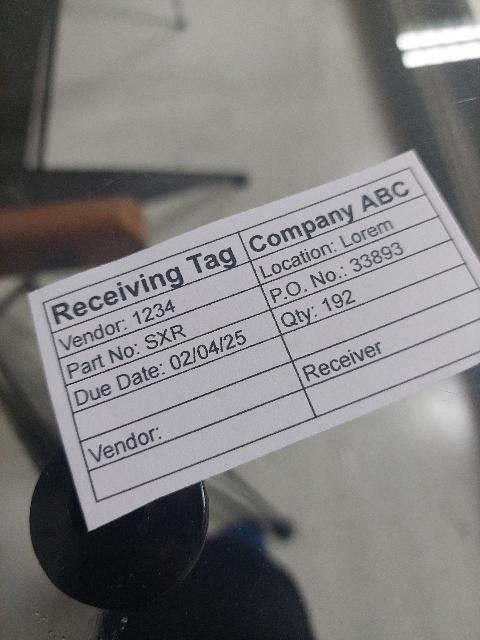 Receiving Tag Company ABC
Vendor: 1234 Location: Lorem
Part No: SXR P.O. No.: 33893
Due Date: 02/04/25 Qty: 192
Vendor: Receiver